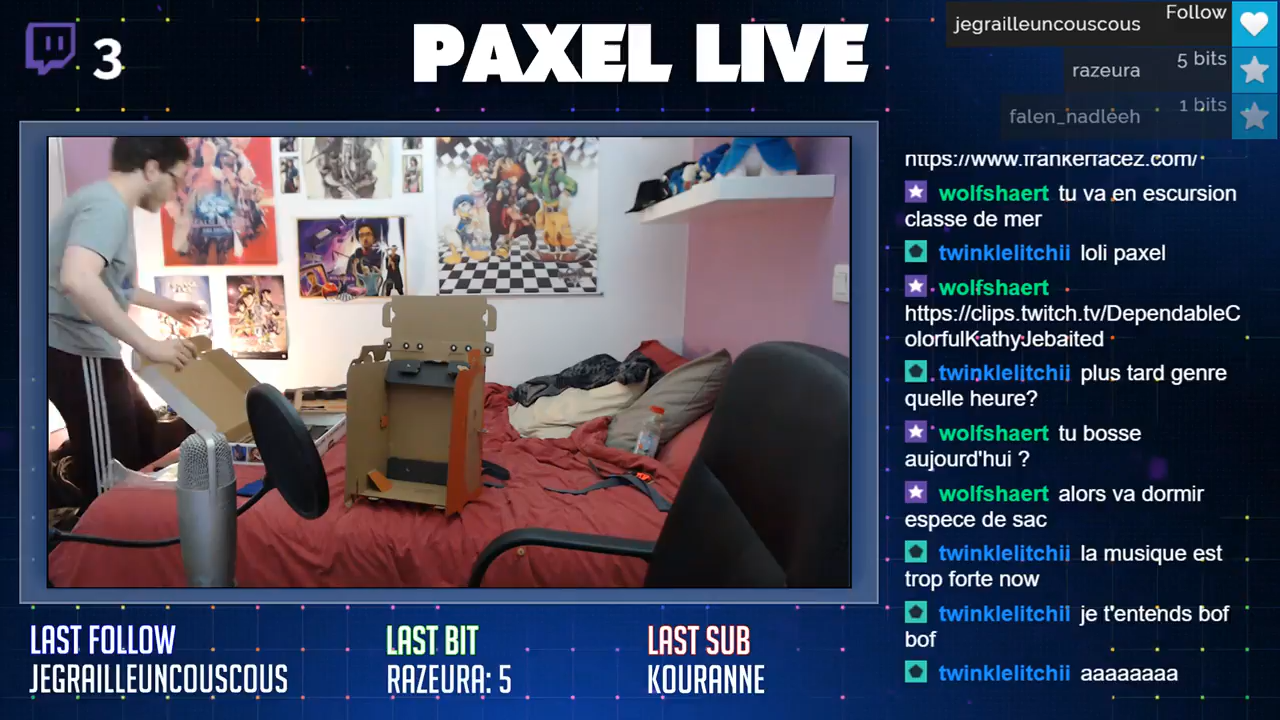 3
PAXEL LIVE
jegrailleuncouscous Follow
razeura 5 bits
falen_nadleeh 1 bits
https://www.frankerfacez.com/
wolfshaert tu va en escursion
classe de mer
twinklelitchii loli paxel
wolfshaert
https://clips.twitch.tv/DependableC
olorfulKathyJebaited
twinklelitchii plus tard genre
quelle heure?
wolfshaert tu bosse
aujourd'hui ?
wolfshaert alors va dormir
espece de sac
twinklelitchii la musique est
trop forte now
twinklelitchii je t'entends bof
bof
twinklelitchii aaaaaaaa
LAST FOLLOW
JEGRAILLEUNCOUSCOUS
LAST BIT
RAZEURA: 5
LAST SUB
KOURANNE